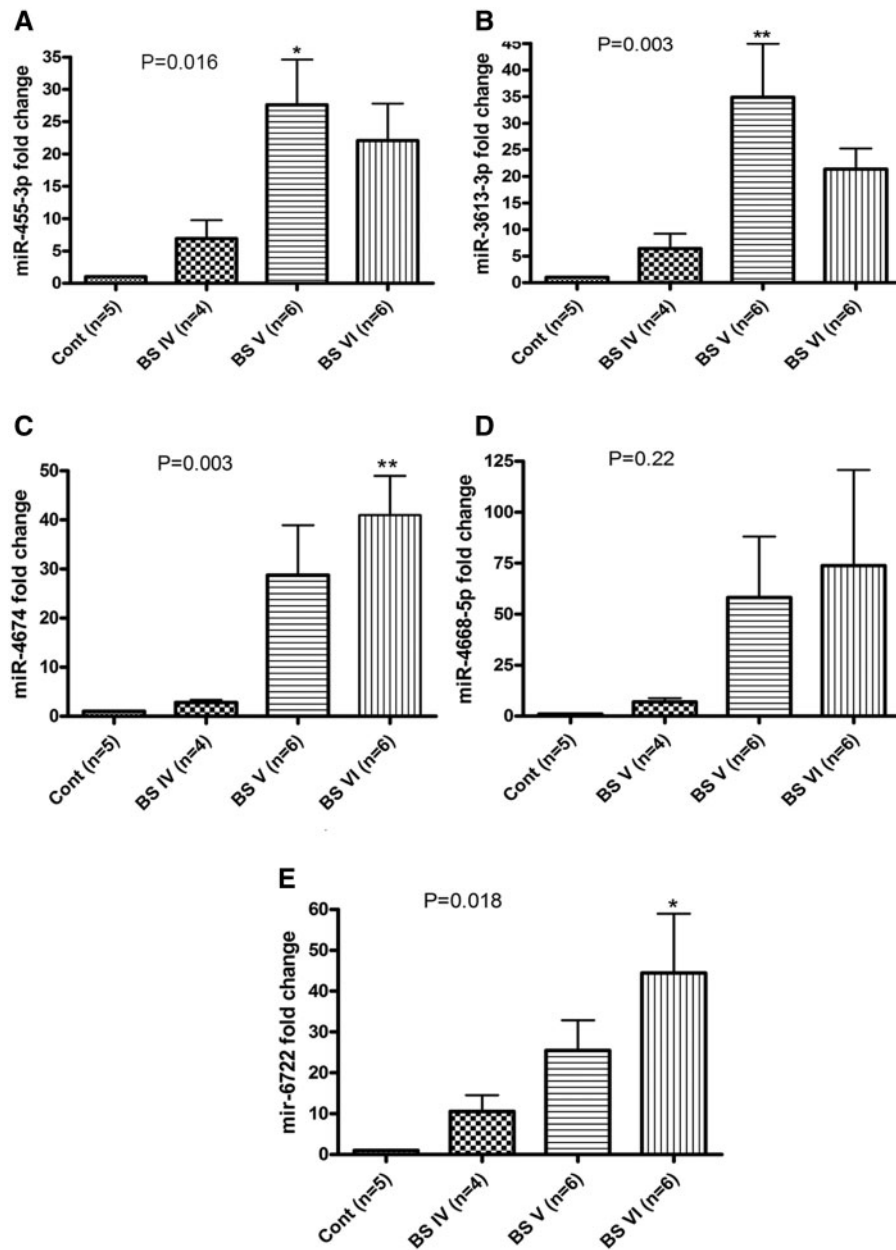 A
P=0.016
*
miR-455-3p fold change
35
30
25
20
15
10
5
0
Cont (n=5)
BS IV (n=4)
BS V (n=6)
BS VI (n=6)
B
P=0.003
**
miR-3613-3p fold change
45
40
35
30
25
20
15
10
5
0
Cont (n=5)
BS IV (n=4)
BS V (n=6)
BS VI (n=6)
C
P=0.003
**
miR-4674 fold change
50
40
30
20
10
0
Cont (n=5)
BS IV (n=4)
BS V (n=6)
BS VI (n=6)
D
P=0.22
miR-4668-5p fold change
125
100
75
50
25
0
Cont (n=5)
BS V (n=4)
BS V (n=6)
BS VI (n=6)
E
P=0.018
*
mir-6722 fold change
60
50
40
30
20
10
0
Cont (n=5)
BS IV (n=4)
BS V (n=6)
BS VI (n=6)